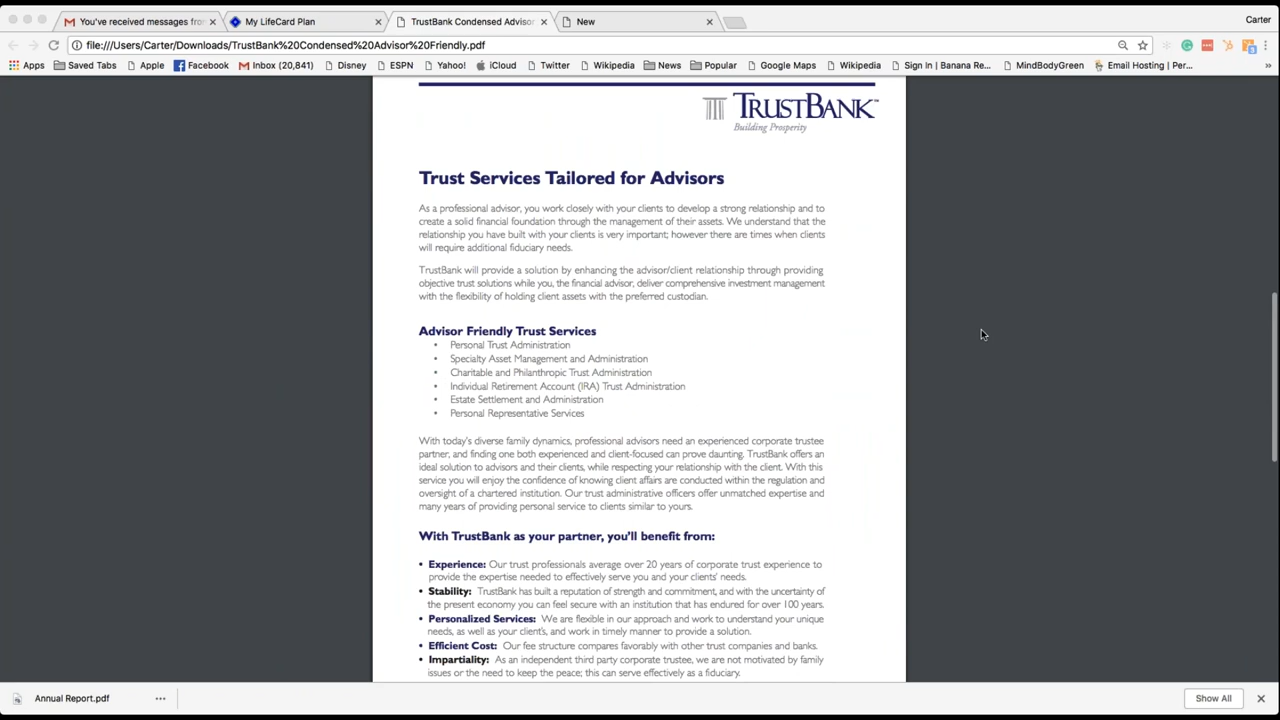 You've received messages from
My LifeCard Plan
TrustBank Condensed Advisor
New
Carter
file:///Users/Carter/Downloads/TrustBank%20Condensed%20Advisor%20Friendly.pdf
Apps Saved Tabs Apple Facebook Inbox (20,841) Disney ESPN Yahoo! iCloud Twitter Wikipedia News Popular Google Maps Wikipedia Sign In | Banana Re... MindBodyGreen Email Hosting | Per... »
TRUSTBANK™
Building Prosperity
Trust Services Tailored for Advisors
As a professional advisor, you work closely with your clients to develop a strong relationship and to
create a solid financial foundation through the management of their assets. We understand that the
relationship you have built with your clients is very important; however there are times when clients
will require additional fiduciary needs.
TrustBank will provide a solution by enhancing the advisor/client relationship through providing
objective trust solutions while you, the financial advisor, deliver comprehensive investment management
with the flexibility of holding client assets with the preferred custodian.
Advisor Friendly Trust Services
• Personal Trust Administration
• Specialty Asset Management and Administration
• Charitable and Philanthropic Trust Administration
• Individual Retirement Account (IRA) Trust Administration
• Estate Settlement and Administration
• Personal Representative Services
With today's diverse family dynamics, professional advisors need an experienced corporate trustee
partner, and finding one both experienced and client-focused can prove daunting. TrustBank offers an
ideal solution to advisors and their clients, while respecting your relationship with the client. With this
service you will enjoy the confidence of knowing client affairs are conducted within the regulation and
oversight of a chartered institution. Our trust administrative officers offer unmatched expertise and
many years of providing personal service to clients similar to yours.
With TrustBank as your partner, you'll benefit from:
• Experience: Our trust professionals average over 20 years of corporate trust experience to
provide the expertise needed to effectively serve you and your clients' needs.
• Stability: TrustBank has built a reputation of strength and commitment, and with the uncertainty of
the present economy you can feel secure with an institution that has endured for over 100 years.
• Personalized Services: We are flexible in our approach and work to understand your unique
needs, as well as your client's, and work in timely manner to provide a solution.
• Efficient Cost: Our fee structure compares favorably with other trust companies and banks.
• Impartiality: As an independent third party corporate trustee, we are not motivated by family
issues or the need to keep the peace; this can serve effectively as a fiduciary.
Annual Report.pdf
Show All